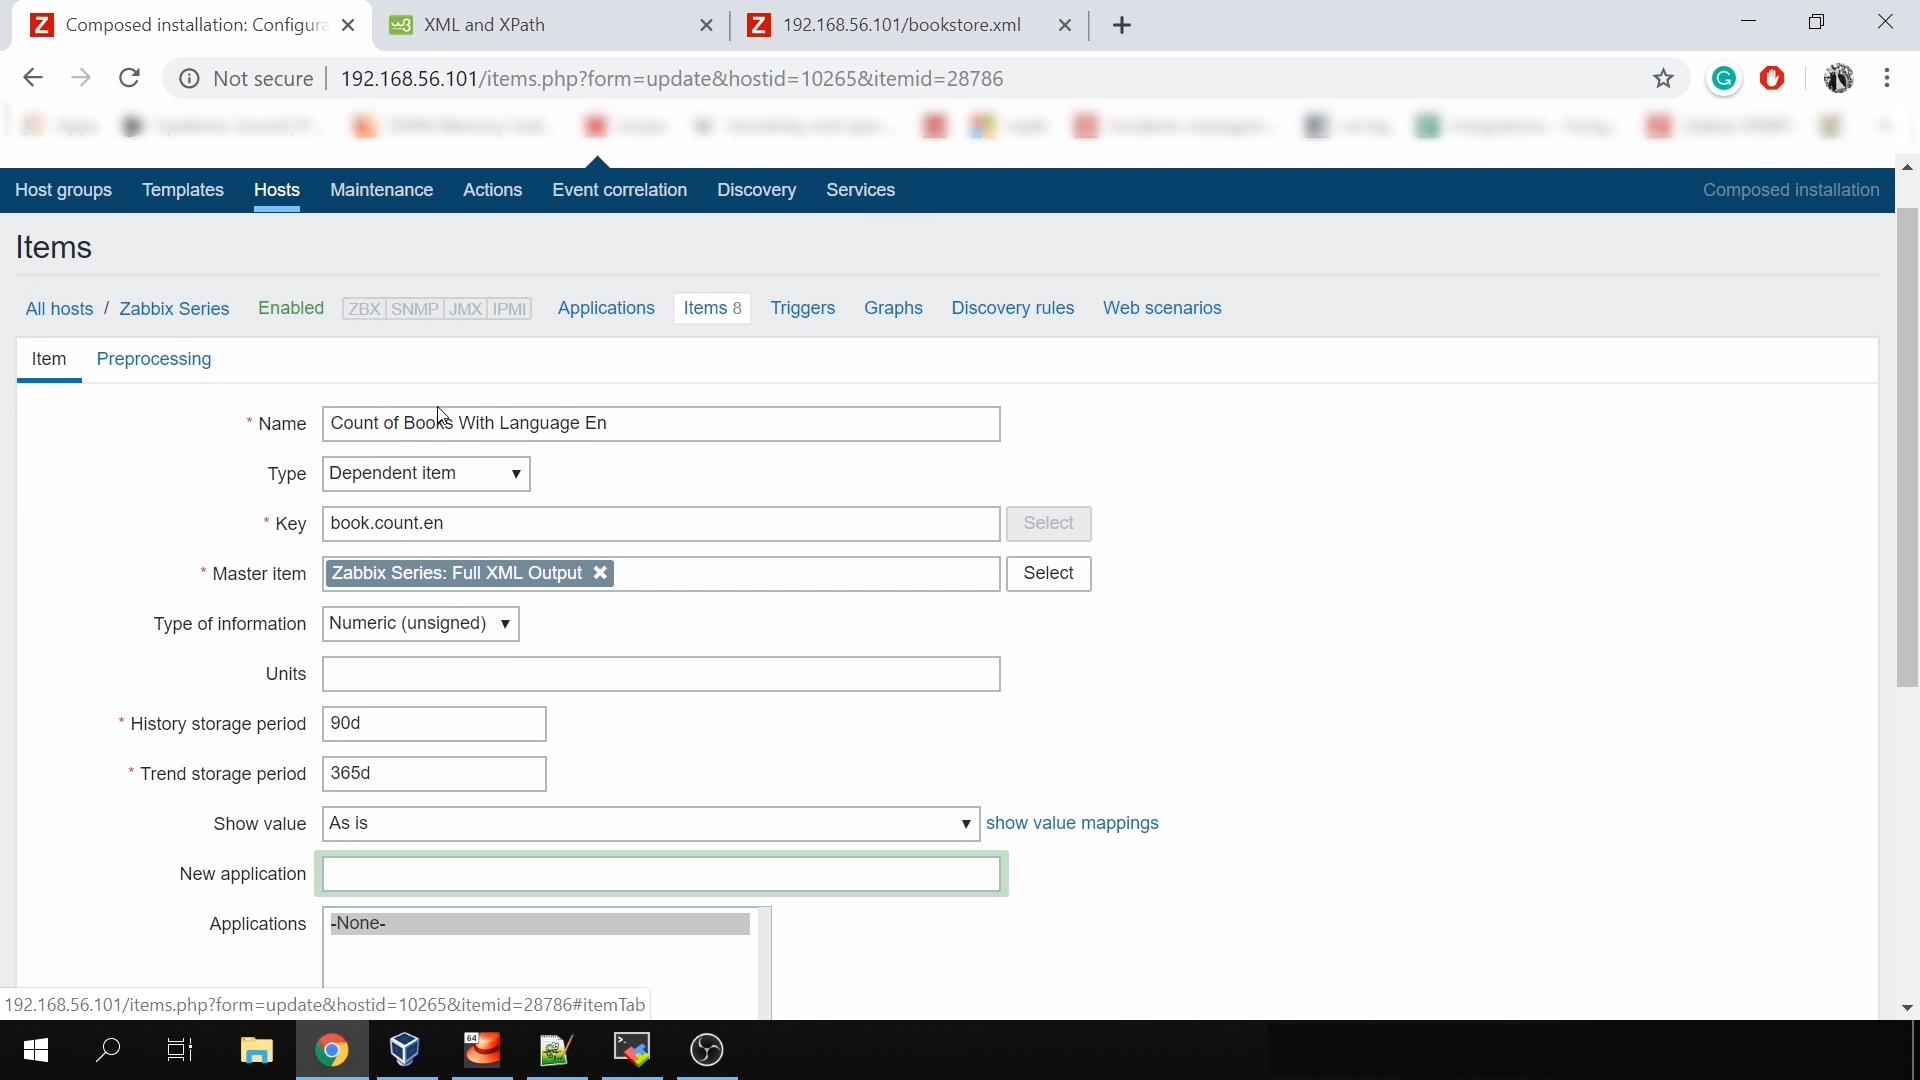 Composed installation: Configura
XML and XPath
192.168.56.101/bookstore.xml
Not secure
192.168.56.101/items.php?form=update&hostid=10265&itemid=28786
Host groups Templates Hosts Maintenance Actions Event correlation Discovery Services Composed installation
Items
All hosts / Zabbix Series Enabled ZBX SNMP JMX IPMI Applications Items 8 Triggers Graphs Discovery rules Web scenarios
Item Preprocessing
* Name Count of Books With Language En
Type Dependent item
* Key book.count.en Select
* Master item Zabbix Series: Full XML Output Select
Type of information Numeric (unsigned)
Units
* History storage period 90d
* Trend storage period 365d
Show value As is show value mappings
New application
Applications -None-
192.168.56.101/items.php?form=update&hostid=10265&itemid=28786#itemTab
64